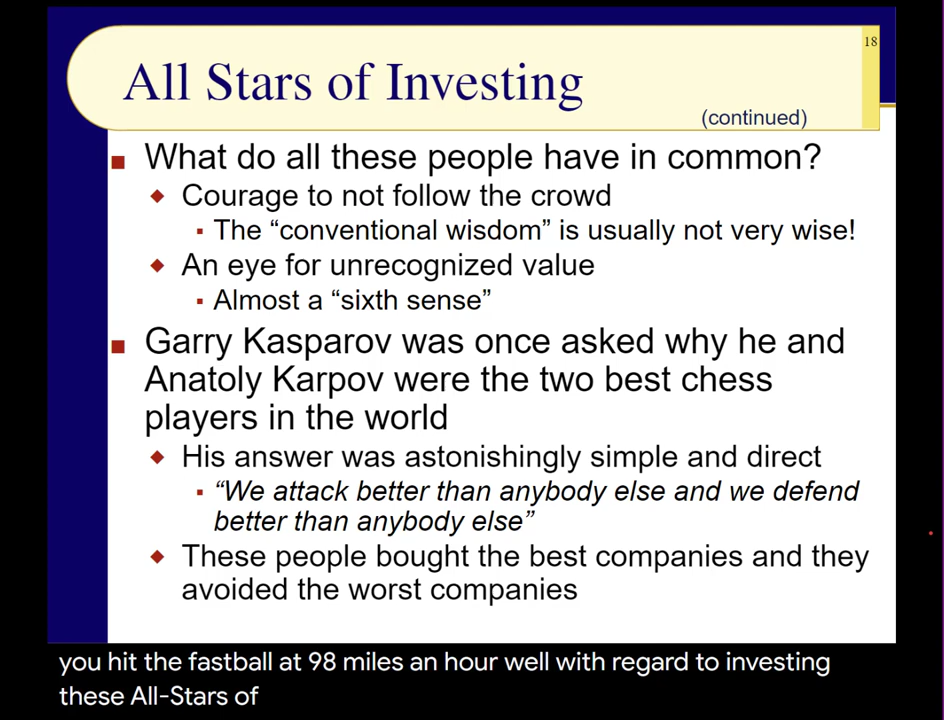 18
All Stars of Investing
(continued)
What do all these people have in common?
Courage to not follow the crowd
The “conventional wisdom” is usually not very wise!
An eye for unrecognized value
Almost a “sixth sense”
Garry Kasparov was once asked why he and
Anatoly Karpov were the two best chess
players in the world
His answer was astonishingly simple and direct
“We attack better than anybody else and we defend
better than anybody else”
These people bought the best companies and they
avoided the worst companies
you hit the fastball at 98 miles an hour well with regard to investing
these All-Stars of